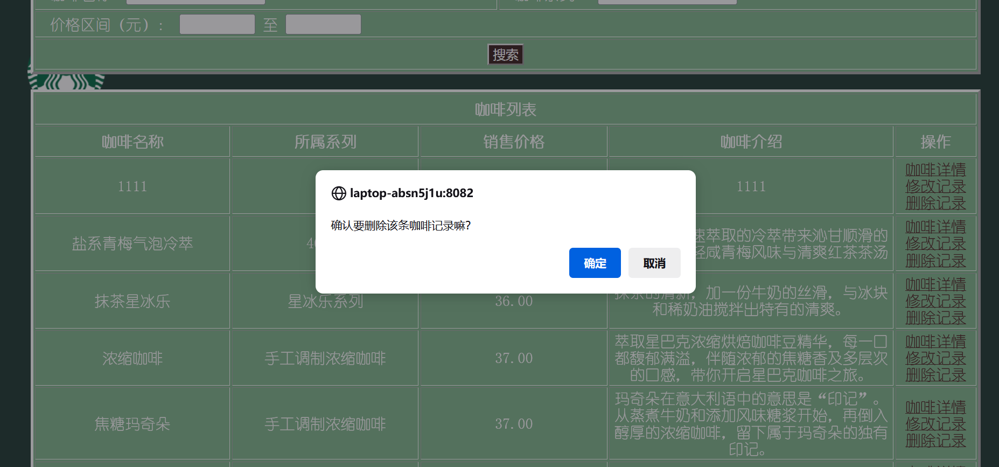 价格区间（元）： 至
搜索
咖啡列表
咖啡名称 所属系列 销售价格 咖啡介绍 操作
1111 1111 咖啡详情
修改记录
删除记录
laptop-absn5j1u:8082
确认要删除该条咖啡记录嘛?
确定 取消
盐系青梅气泡冷萃
速萃取的冷萃带来沁甘顺滑的
咸青梅风味与清爽红茶茶汤
咖啡详情
修改记录
删除记录
抹茶星冰乐 星冰乐系列 36.00
抹茶的清新，加一份牛奶的丝滑，与冰块
和稀奶油搅拌出特有的清爽。
咖啡详情
修改记录
删除记录
浓缩咖啡 手工调制浓缩咖啡 37.00
萃取星巴克浓缩烘焙咖啡豆精华，每一口
都馥郁满溢，伴随浓郁的焦糖香及多层次
的口感，带你开启星巴克咖啡之旅。
咖啡详情
修改记录
删除记录
焦糖玛奇朵 手工调制浓缩咖啡 37.00
玛奇朵在意大利语中的意思是“印记”。
从蒸煮牛奶和添加风味糖浆开始，再倒入
醇厚的浓缩咖啡，留下属于玛奇朵的独有
印记。
咖啡详情
修改记录
删除记录